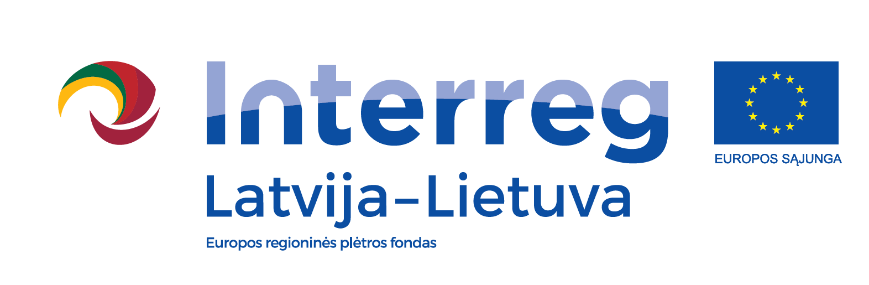 Interreg
Latvija–Lietuva
Europos regioninės plėtros fondas
EUROPOS SĄJUNGA